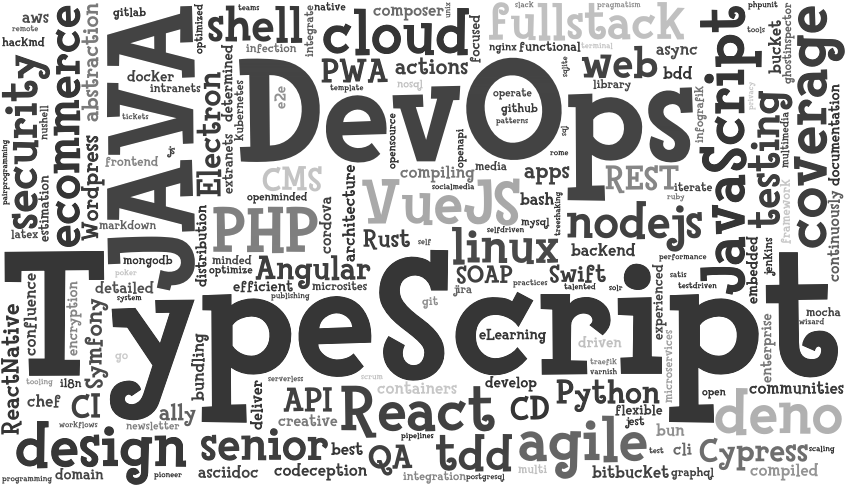 aws
remote
hackmd
gitlab
optimized
shell
teams
integrate
native
composer
unix
cloud
focused
slack
pragmatism
fullstack
phpunit
tools
bucket
ghostinspector
coverage
security
ecommerce
abstraction
JAVA
infection
PWA
actions
nginx
functional
terminal
async
web
bdd
library
JavaScript
docker
intranets
tickets
js
Electron
determined
kubernetes
extranets
e2e
DevOps
template
nosql
sqlite
operate
github
patterns
opensource
openapi
sql
rome
infografik
privacy
testing
multimedia
documentation
continuously
pairprogramming
nushell
estimation
Wordpress
frontend
CMS
openminded
compiling
media
socialmedia
apps
REST
iterate
ruby
framework
latex
markdown
distribution
PHP
cordova
architecture
VueJS
bash
mysql
treeshaking
nodejs
selfdriven
linux
backend
Rust
self
mongodb
poker
minded
optimize
Angular
efficient
microsites
publishing
SOAP
jira
practices
Swift
talented
solr
performance
satis
testdriven
experienced
embedded
jenkins
TypeScript
detailed
system
confluence
encryption
ReactNative
Symfony
go
git
eLearning
driven
traefik
varnish
microservices
enterprise
mocha
wizard
tooling
i18n
bundling
serverless
scrum
containers
develop
Python
open
communities
chef
CI
ally
deliver
API
creative
React
CD
flexible
jest
deno
workflows
newsletter
pipelines
bun
test
design
senior
best
QA
tdd
agile
cli
Cypress
scaling
programming
domain
pioneer
asciidoc
codeception
integration
postgresql
multi
bitbucket
graphql
compiled